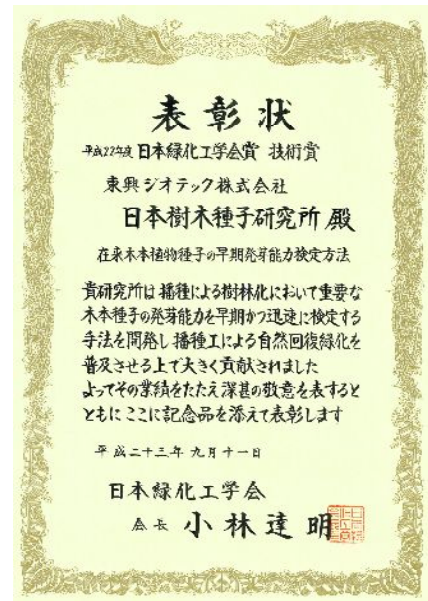 表彰状
平成22年度 日本緑化工学会賞 技術賞
東興ジオテック株式会社
日本樹木種子研究所 殿
在来木本植物種子の早期発芽能力検定方法
貴研究所は播種による樹林化において重要な
木本種子の発芽能力を早期かつ迅速に検定する
手法を開発し播種工による自然回復緑化を
普及させる上で大きく貢献されました
よってその業績をたたえ深甚の敬意を表すると
ともにここに記念品を添えて表彰します
平成二十三年九月十一日
日本緑化工学会
会長 小林達明